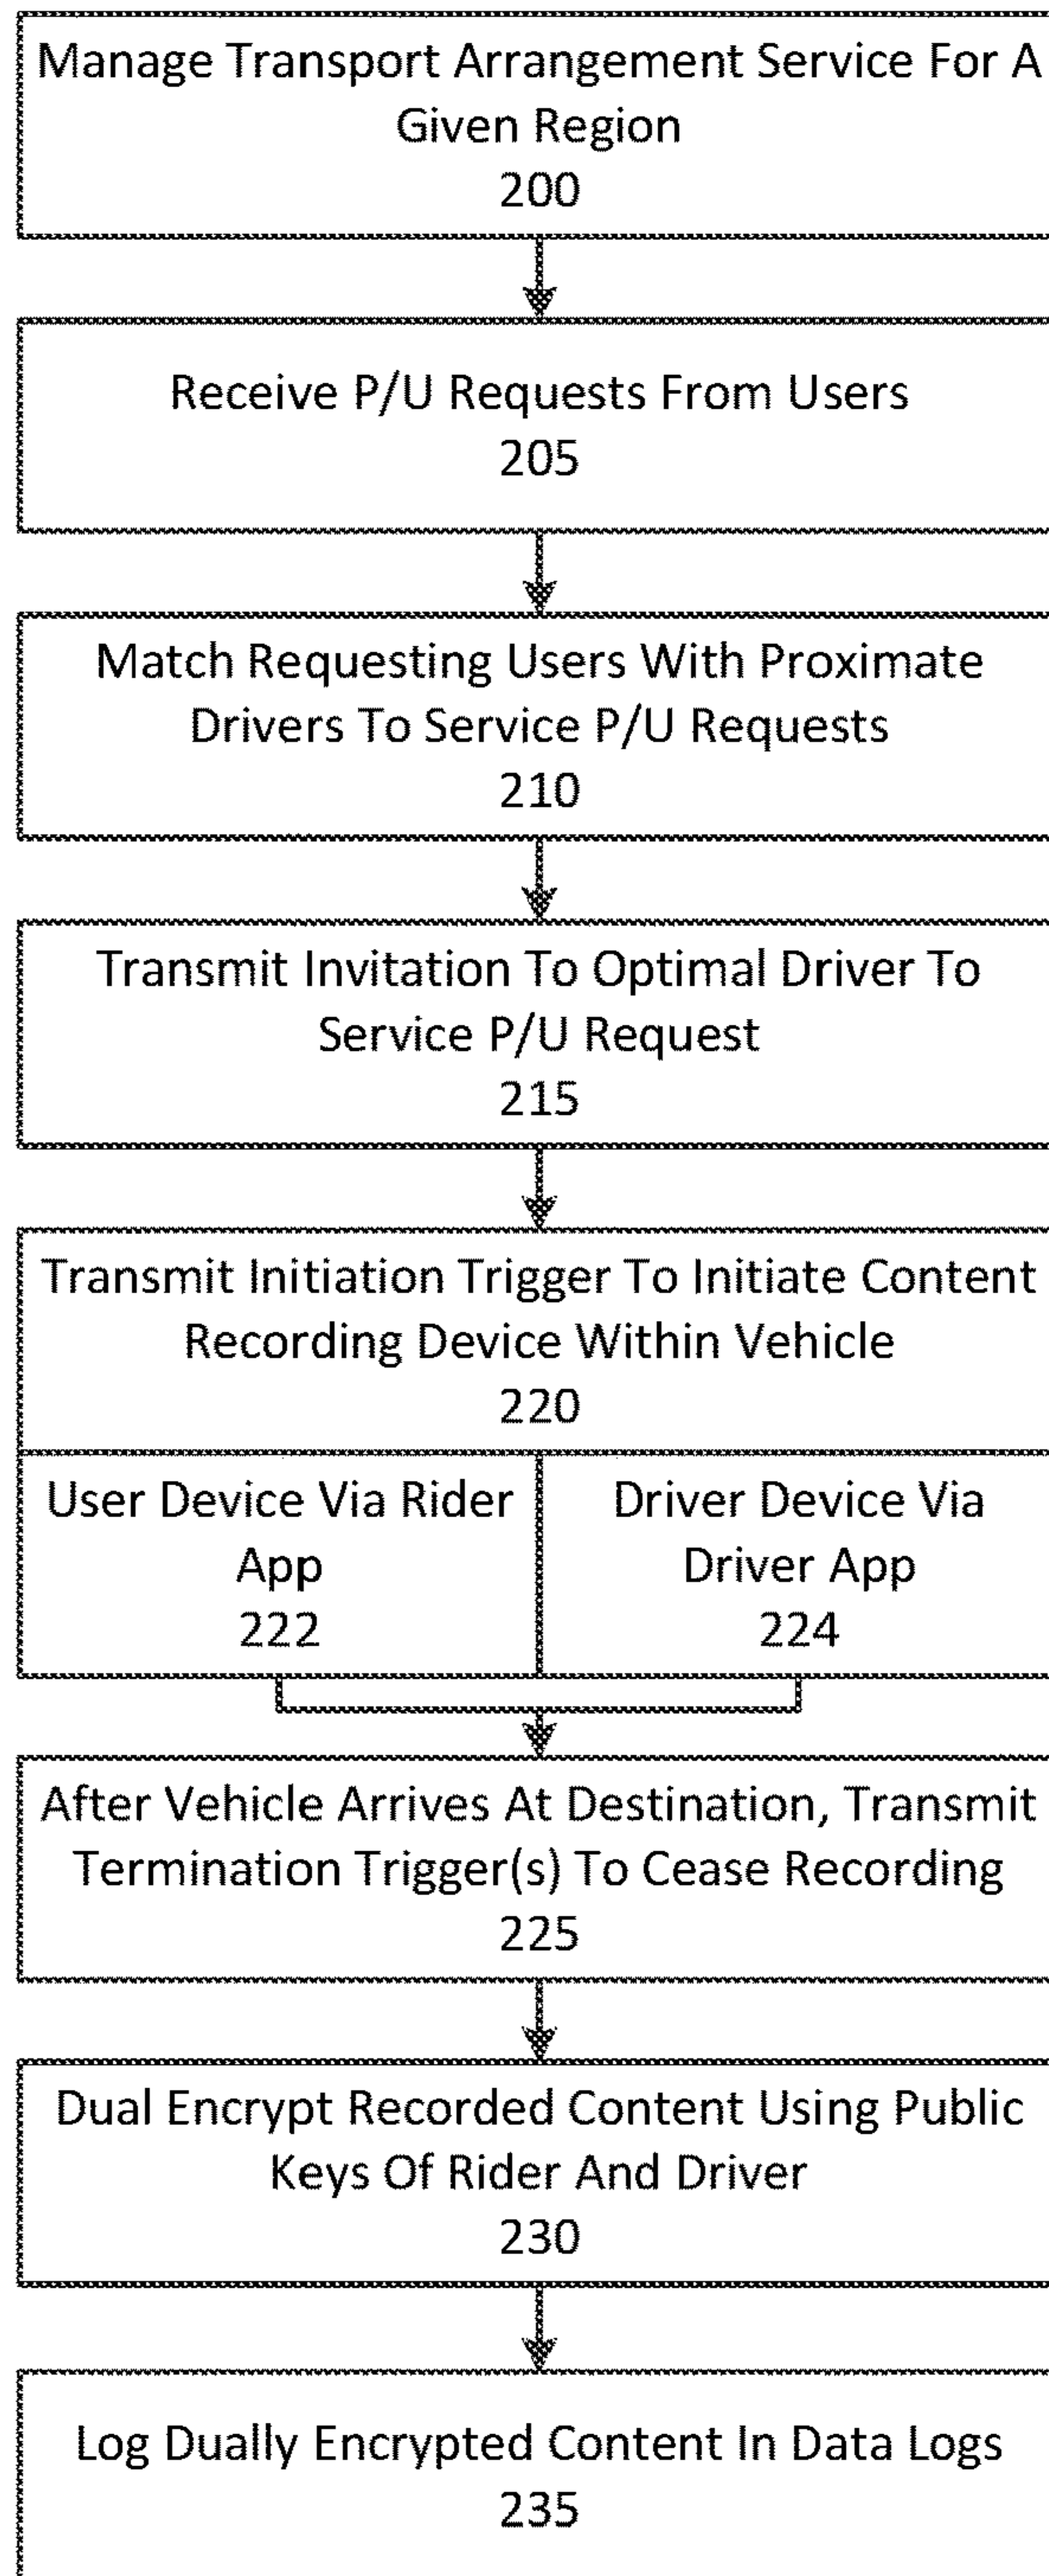 Manage Transport Arrangement Service For A
Given Region
200
Receive P/U Requests From Users
205
Match Requesting Users With Proximate
Drivers To Service P/U Requests
210
Transmit Invitation To Optimal Driver To
Service P/U Request
215
Transmit Initiation Trigger To Initiate Content
Recording Device Within Vehicle
220
User Device Via Rider
App
222
Driver Device Via
Driver App
224
After Vehicle Arrives At Destination, Transmit
Termination Trigger(s) To Cease Recording
225
Dual Encrypt Recorded Content Using Public
Keys Of Rider And Driver
230
Log Dually Encrypted Content In Data Logs
235